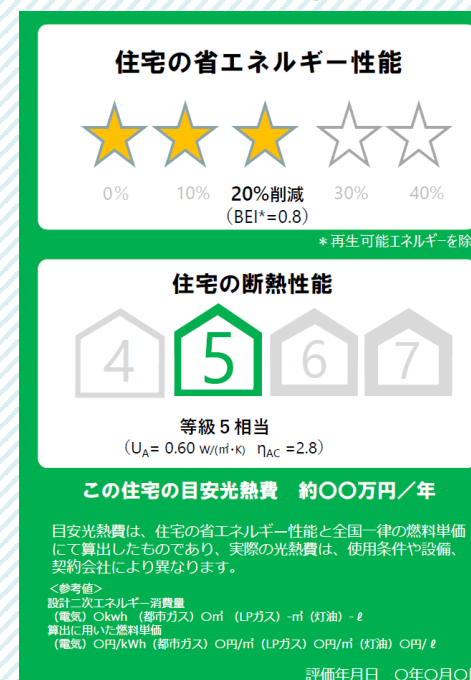 住宅の省エネルギー性能
0% 10% 20%削減 30% 40%
(BEI*=0.8)
*再生可能エネルギーを除
住宅の断熱性能
4 5 6 7
等級5相当
(UA= 0.60 W/(㎡·K) ηAC =2.8)
この住宅の目安光熱費 約〇〇万円/年
目安光熱費は、住宅の省エネルギー性能と全国一律の燃料単価
にて算出したものであり、実際の光熱費は、使用条件や設備、
契約会社により異なります。
<参考値>
設計二次エネルギー消費量
(電気)〇kwh (都市ガス)〇㎥ (LPガス)-㎥(灯油)-ℓ
算出に用いた燃料単価
(電気)〇円/kWh(都市ガス)〇円/㎥(LPガス)〇円/㎥(灯油)〇円/ℓ
評価年月日 〇年〇月〇